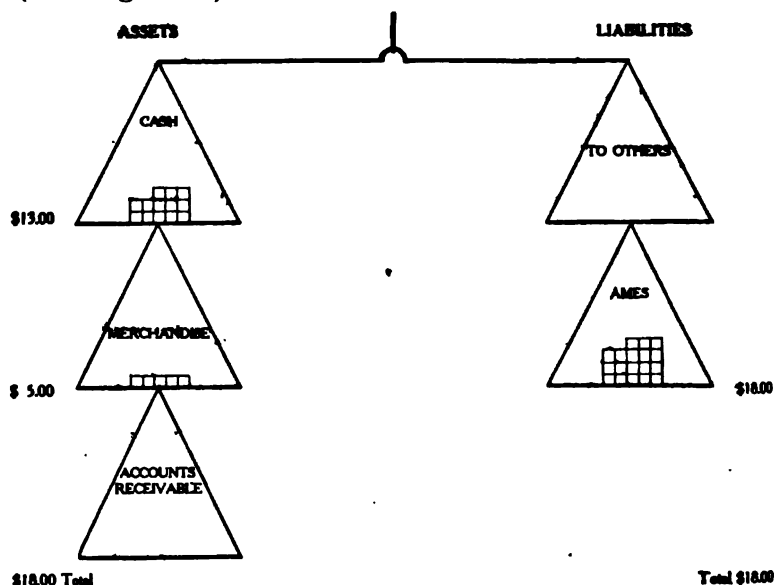 ASSETS
LIABILITIES
CASH
TO OTHERS
$13.00
AMES
MERCHANDISE
$ 5.00
$18.00
ACCOUNTS
RECEIVABLE
$18.00 Total
Total $18.00